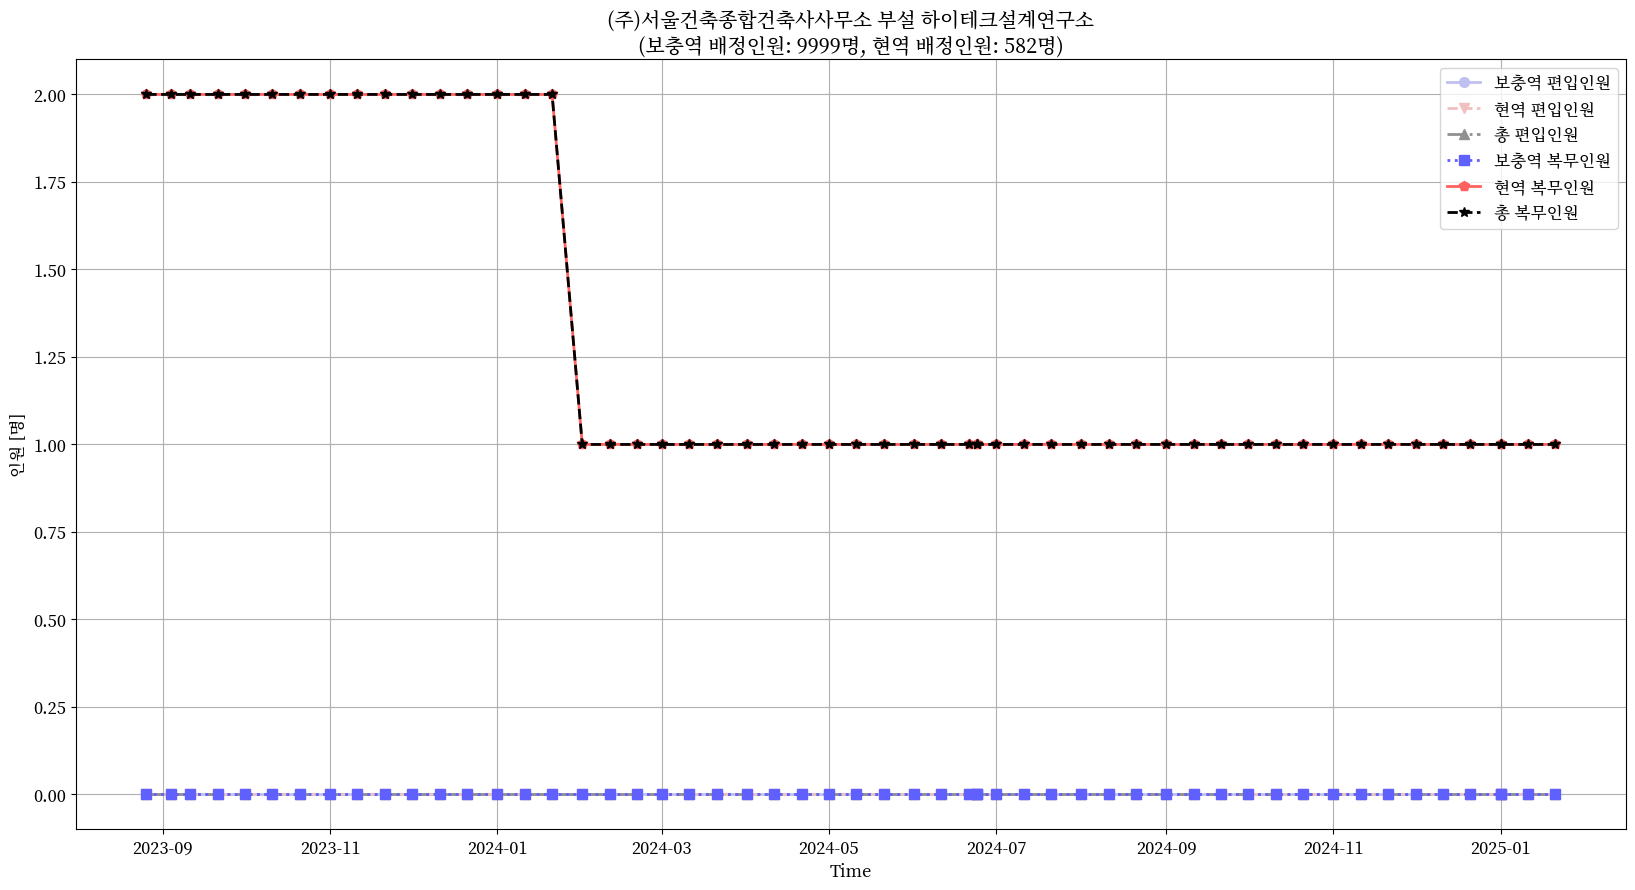 (주)서울건축종합건축사사무소 부설 하이테크설계연구소
(보충역 배정인원: 9999명, 현역 배정인원: 582명)
보충역 편입인원
현역 편입인원
총 편입인원
보충역 복무인원
현역 복무인원
총 복무인원
2.00
1.75
1.50
1.25
1.00
0.75
0.50
0.25
0.00
인원 [명]
2023-09
2023-11
2024-01
2024-03
2024-05
2024-07
2024-09
2024-11
2025-01
Time